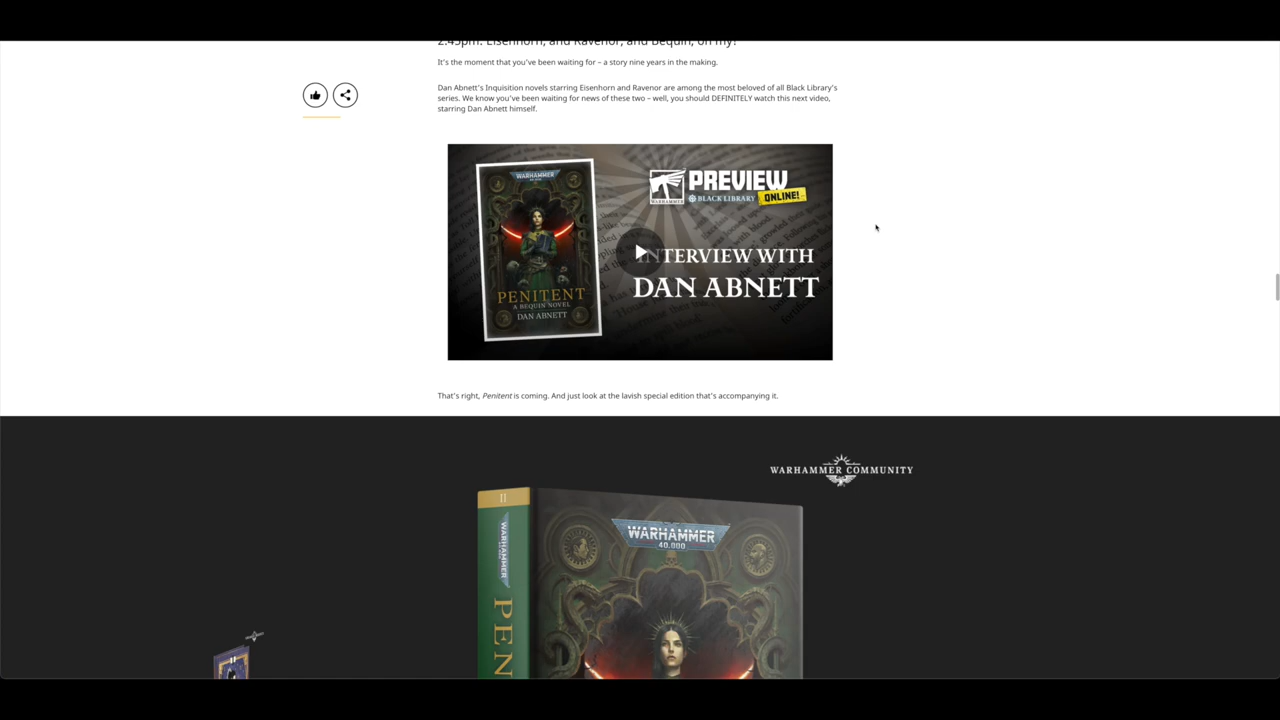 2:45pm: Eisenhorn, and Ravenor, and Bequin, oh my!
It's the moment that you've been waiting for – a story nine years in the making.
Dan Abnett's Inquisition novels starring Eisenhorn and Ravenor are among the most beloved of all Black Library's
series. We know you've been waiting for news of these two – well, you should DEFINITELY watch this next video,
starring Dan Abnett himself.
WARHAMMER
PENITENT
A BEQUIN NOVEL
DAN ABNETT
WARHAMMER
PREVIEW
BLACK LIBRARY
ONLINE!
INTERVIEW WITH
DAN ABNETT
That's right, Penitent is coming. And just look at the lavish special edition that's accompanying it.
WARHAMMER COMMUNITY
WARHAMMER
PEN
WARHAMMER
40,000